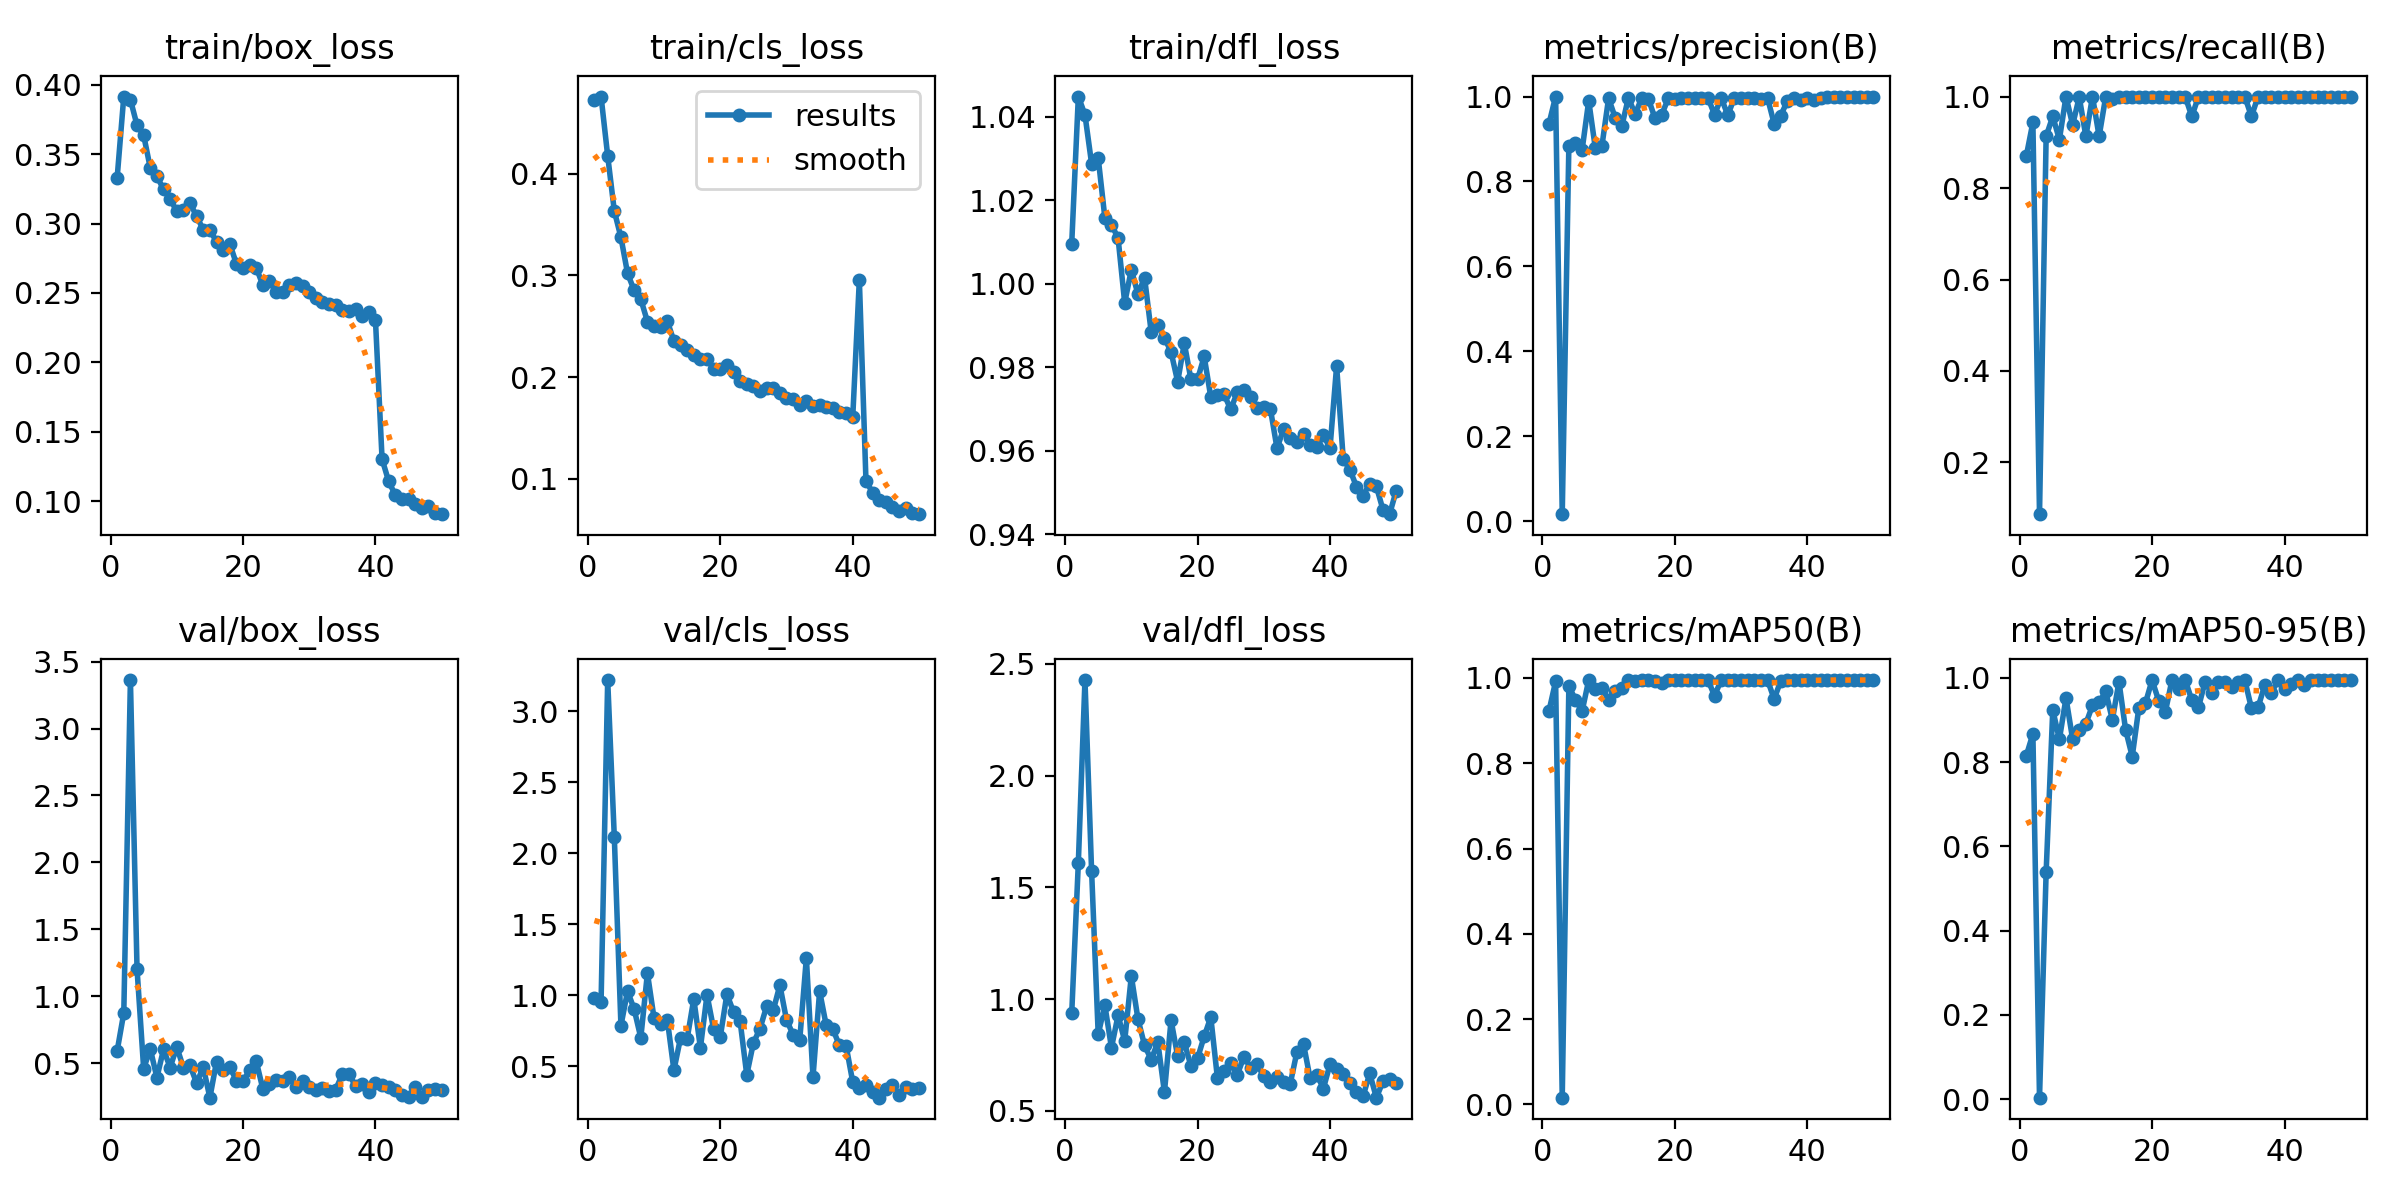 train/box_loss
0.40
0.35
0.30
0.25
0.20
0.15
0.10
0 20 40
train/cls_loss
results
smooth
0.4
0.3
0.2
0.1
0 20 40
train/dfl_loss
1.04
1.02
1.00
0.98
0.96
0.94
0 20 40
metrics/precision(B)
1.0
0.8
0.6
0.4
0.2
0.0
0 20 40
metrics/recall(B)
1.0
0.8
0.6
0.4
0.2
0 20 40
val/box_loss
3.5
3.0
2.5
2.0
1.5
1.0
0.5
0 20 40
val/cls_loss
3.0
2.5
2.0
1.5
1.0
0.5
0 20 40
val/dfl_loss
2.5
2.0
1.5
1.0
0.5
0 20 40
metrics/mAP50(B)
1.0
0.8
0.6
0.4
0.2
0.0
0 20 40
metrics/mAP50-95(B)
1.0
0.8
0.6
0.4
0.2
0.0
0 20 40